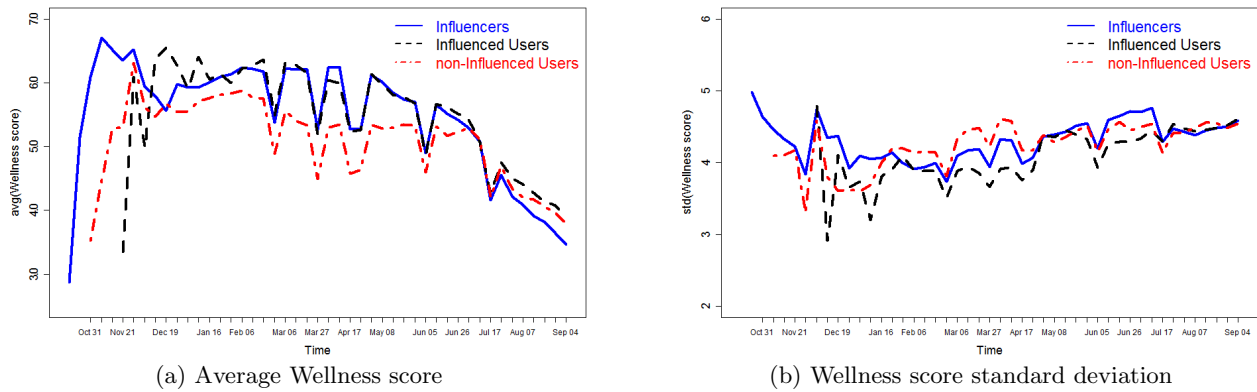 avg(Wellness score)
70
60
50
40
30
Influencers
Influenced Users
non-Influenced Users
Oct 31 Nov 21 Dec 19 Jan 16 Feb 06 Mar 06 Mar 27 Apr 17 May 08 Jun 05 Jun 26 Jul 17 Aug 07 Sep 04
Time
(a) Average Wellness score
std(Wellness score)
6
5
4
3
2
Influencers
Influenced Users
non-Influenced Users
Oct 31 Nov 21 Dec 19 Jan 16 Feb 06 Mar 06 Mar 27 Apr 17 May 08 Jun 05 Jun 26 Jul 17 Aug 07 Sep 04
Time
(b) Wellness score standard deviation